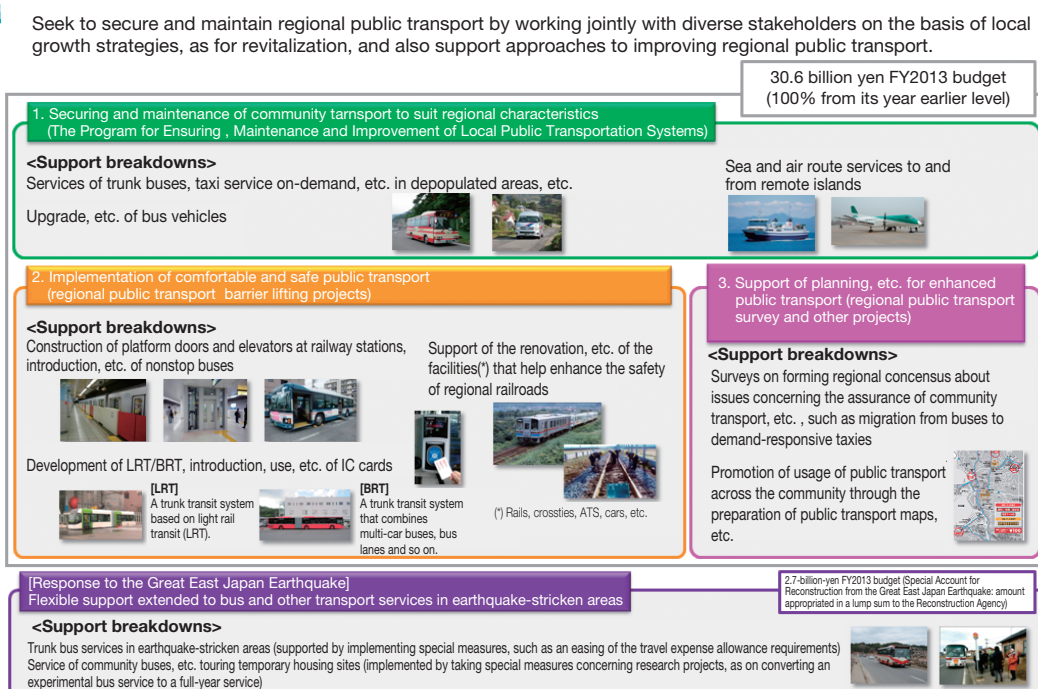 Seek to secure and maintain regional public transport by working jointly with diverse stakeholders on the basis of local
growth strategies, as for revitalization, and also support approaches to improving regional public transport.
30.6 billion yen FY2013 budget
(100% from its year earlier level)
1. Securing and maintenance of community tarnsport to suit regional characteristics
(The Program for Ensuring , Maintenance and Improvement of Local Public Transportation Systems)
<Support breakdowns>
Services of trunk buses, taxi service on-demand, etc. in depopulated areas, etc.
Upgrade, etc. of bus vehicles
Sea and air route services to and
from remote islands
2. Implementation of comfortable and safe public transport
(regional public transport barrier lifting projects)
<Support breakdowns>
Construction of platform doors and elevators at railway stations,
introduction, etc. of nonstop buses
Support of the renovation, etc. of the
facilities(*) that help enhance the safety
of regional railroads
Development of LRT/BRT, introduction, use, etc. of IC cards
[LRT]
A trunk transit system
based on light rail
transit (LRT).
[BRT]
A trunk transit system
that combines
multi-car buses, bus
lanes and so on.
(*) Rails, crossties, ATS, cars, etc.
3. Support of planning, etc. for enhanced
public transport (regional public transport
survey and other projects)
<Support breakdowns>
Surveys on forming regional concensus about
issues concerning the assurance of community
transport, etc. , such as migration from buses to
demand-responsive taxies
Promotion of usage of public transport
across the community through the
preparation of public transport maps,
etc.
[Response to the Great East Japan Earthquake]
Flexible support extended to bus and other transport services in earthquake-stricken areas
2.7-billion-yen FY2013 budget (Special Account for
Reconstruction from the Great East Japan Earthquake: amount
appropriated in a lump sum to the Reconstruction Agency)
<Support breakdowns>
Trunk bus services in earthquake-stricken areas (supported by implementing special measures, such as an easing of the travel expense allowance requirements)
Service of community buses, etc. touring temporary housing sites (implemented by taking special measures concerning research projects, as on converting an
experimental bus service to a full-year service)